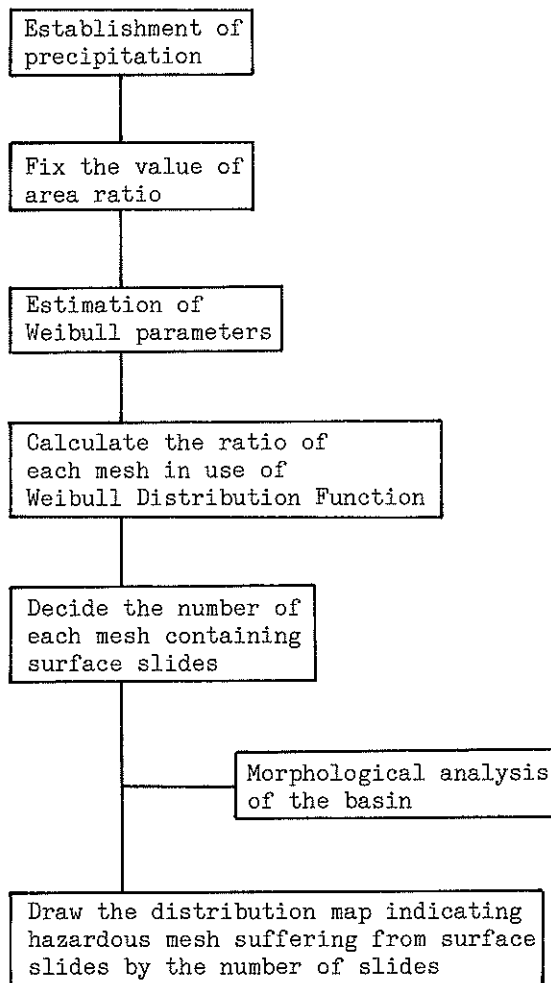 Establishment of
precipitation
Fix the value of
area ratio
Estimation of
Weibull parameters
Calculate the ratio of
each mesh in use of
Weibull Distribution Function
Decide the number of
each mesh containing
surface slides
Morphological analysis
of the basin
Draw the distribution map indicating
hazardous mesh suffering from surface
slides by the number of slides